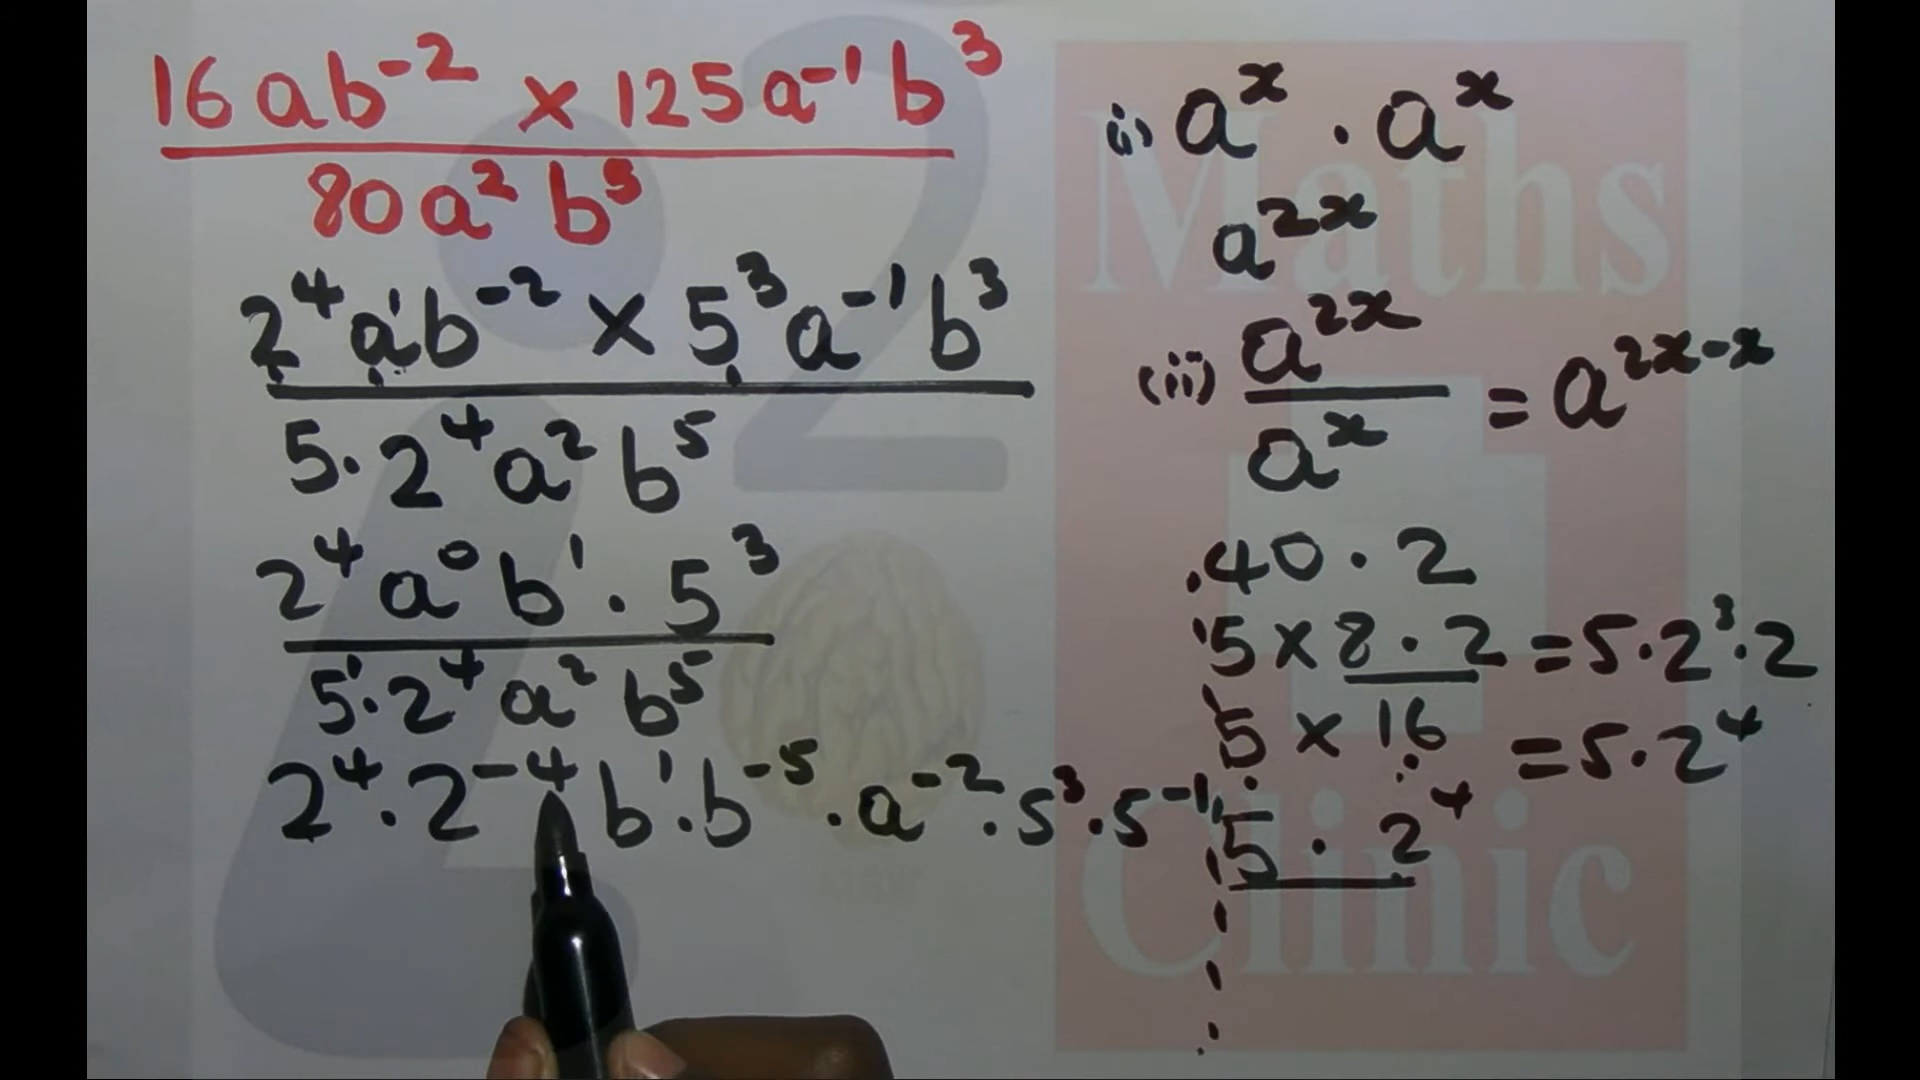 16ab⁻² × 125a⁻¹b³
80a²b⁵
2⁴a¹b⁻² × 5³a⁻¹b³
5·2⁴a²b⁵
2⁴a⁰b¹·5³
5¹·2⁴a²b⁵
2⁴·2⁻⁴b¹·b⁻⁵·a⁻²·5³·5⁻¹
(i) aˣ·aˣ
a²ˣ
(ii) a²ˣ
aˣ
= a²ˣ⁻ˣ
40·2
5×8·2 = 5·2³·2
5×16 = 5·2⁴
5·2⁴
Maths
Clinic